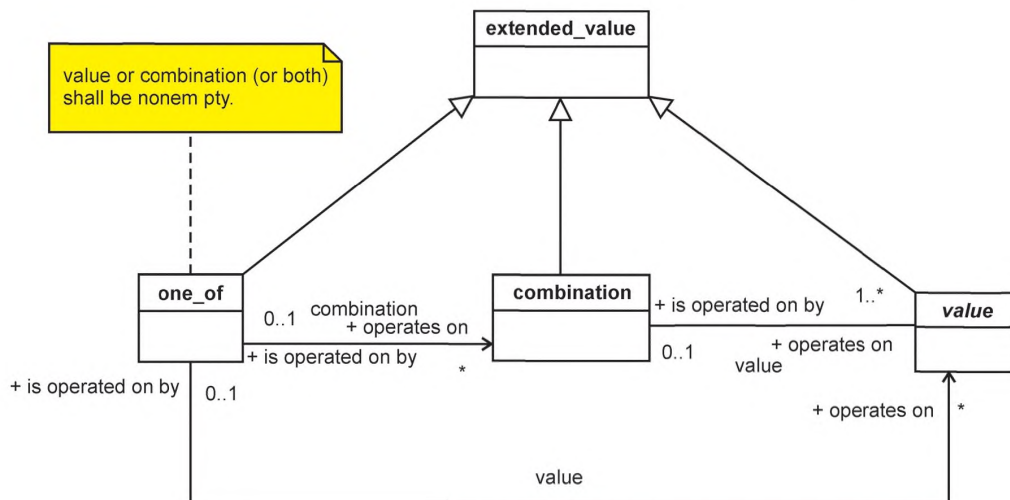 extended_value
value or combination (or both)
shall be nonem pty.
one_of
combination
value
0..1
combination
+ operates on
+ is operated on by
*
+ is operated on by
1..*
0..1
+ operates on
value
+ is operated on by
0..1
+ operates on
*
value